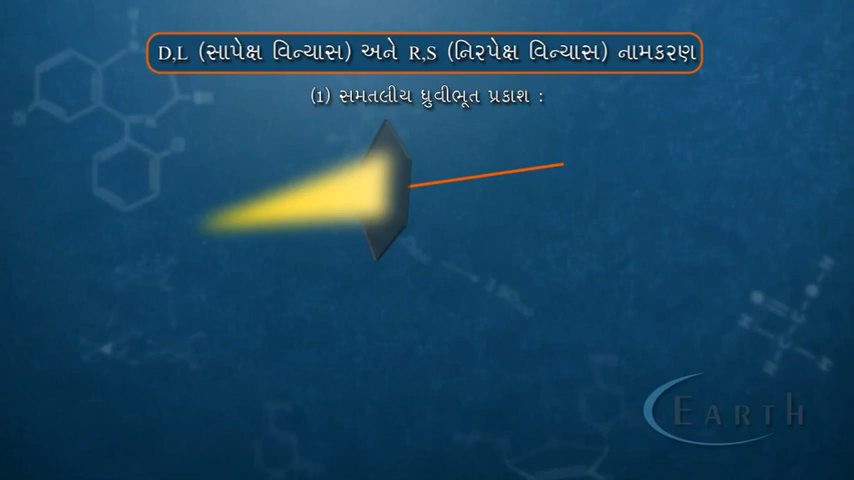 D,L (સાપેક્ષ વિન્યાસ) અને R,S (નિરપેક્ષ વિન્યાસ) નામકરણ
(1) સમતલીય ધ્રુવીભૂત પ્રકાશ :
EARTH